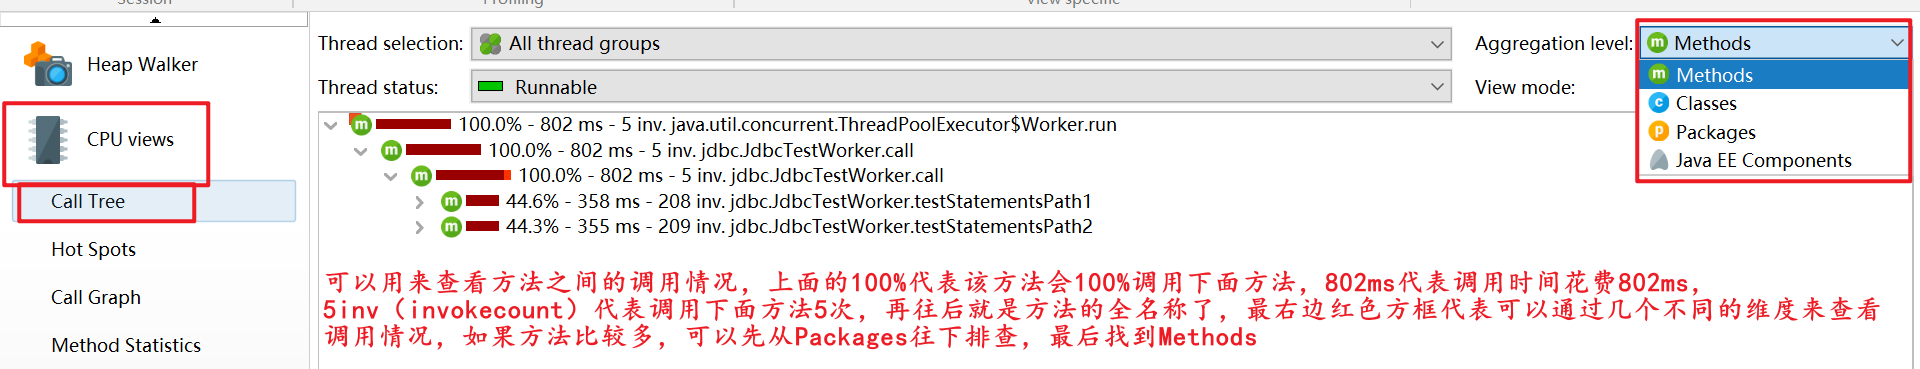 Session
Profiling
View specific
Heap Walker
CPU views
Call Tree
Hot Spots
Call Graph
Method Statistics
Thread selection:
All thread groups
Aggregation level:
Methods
Thread status:
Runnable
View mode:
Methods
Classes
Packages
Java EE Components
100.0% - 802 ms - 5 inv. java.util.concurrent.ThreadPoolExecutor$Worker.run
100.0% - 802 ms - 5 inv. jdbc.JdbcTestWorker.call
100.0% - 802 ms - 5 inv. jdbc.JdbcTestWorker.call
44.6% - 358 ms - 208 inv. jdbc.JdbcTestWorker.testStatementsPath1
44.3% - 355 ms - 209 inv. jdbc.JdbcTestWorker.testStatementsPath2
可以用来查看方法之间的调用情况，上面的100%代表该方法会100%调用下面方法，802ms代表调用时间花费802ms，
5inv（invokecount）代表调用下面方法5次，再往后就是方法的全名称了，最右边红色方框代表可以通过几个不同的维度来查看
调用情况，如果方法比较多，可以先从Packages往下排查，最后找到Methods